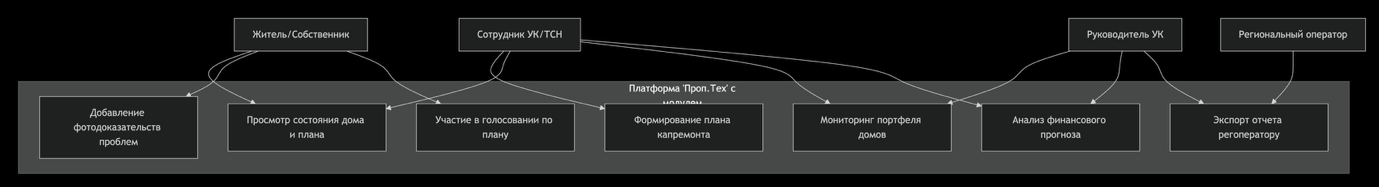 Житель/Собственник
Сотрудник УК/ТСН
Руководитель УК
Региональный оператор
Платформа 'Проп.Тех' с
модулем
Добавление
фотодоказательств
проблем
Просмотр состояния дома
и плана
Участие в голосовании по
плану
Формирование плана
капремонта
Мониторинг портфеля
домов
Анализ финансового
прогноза
Экспорт отчета
регоператору